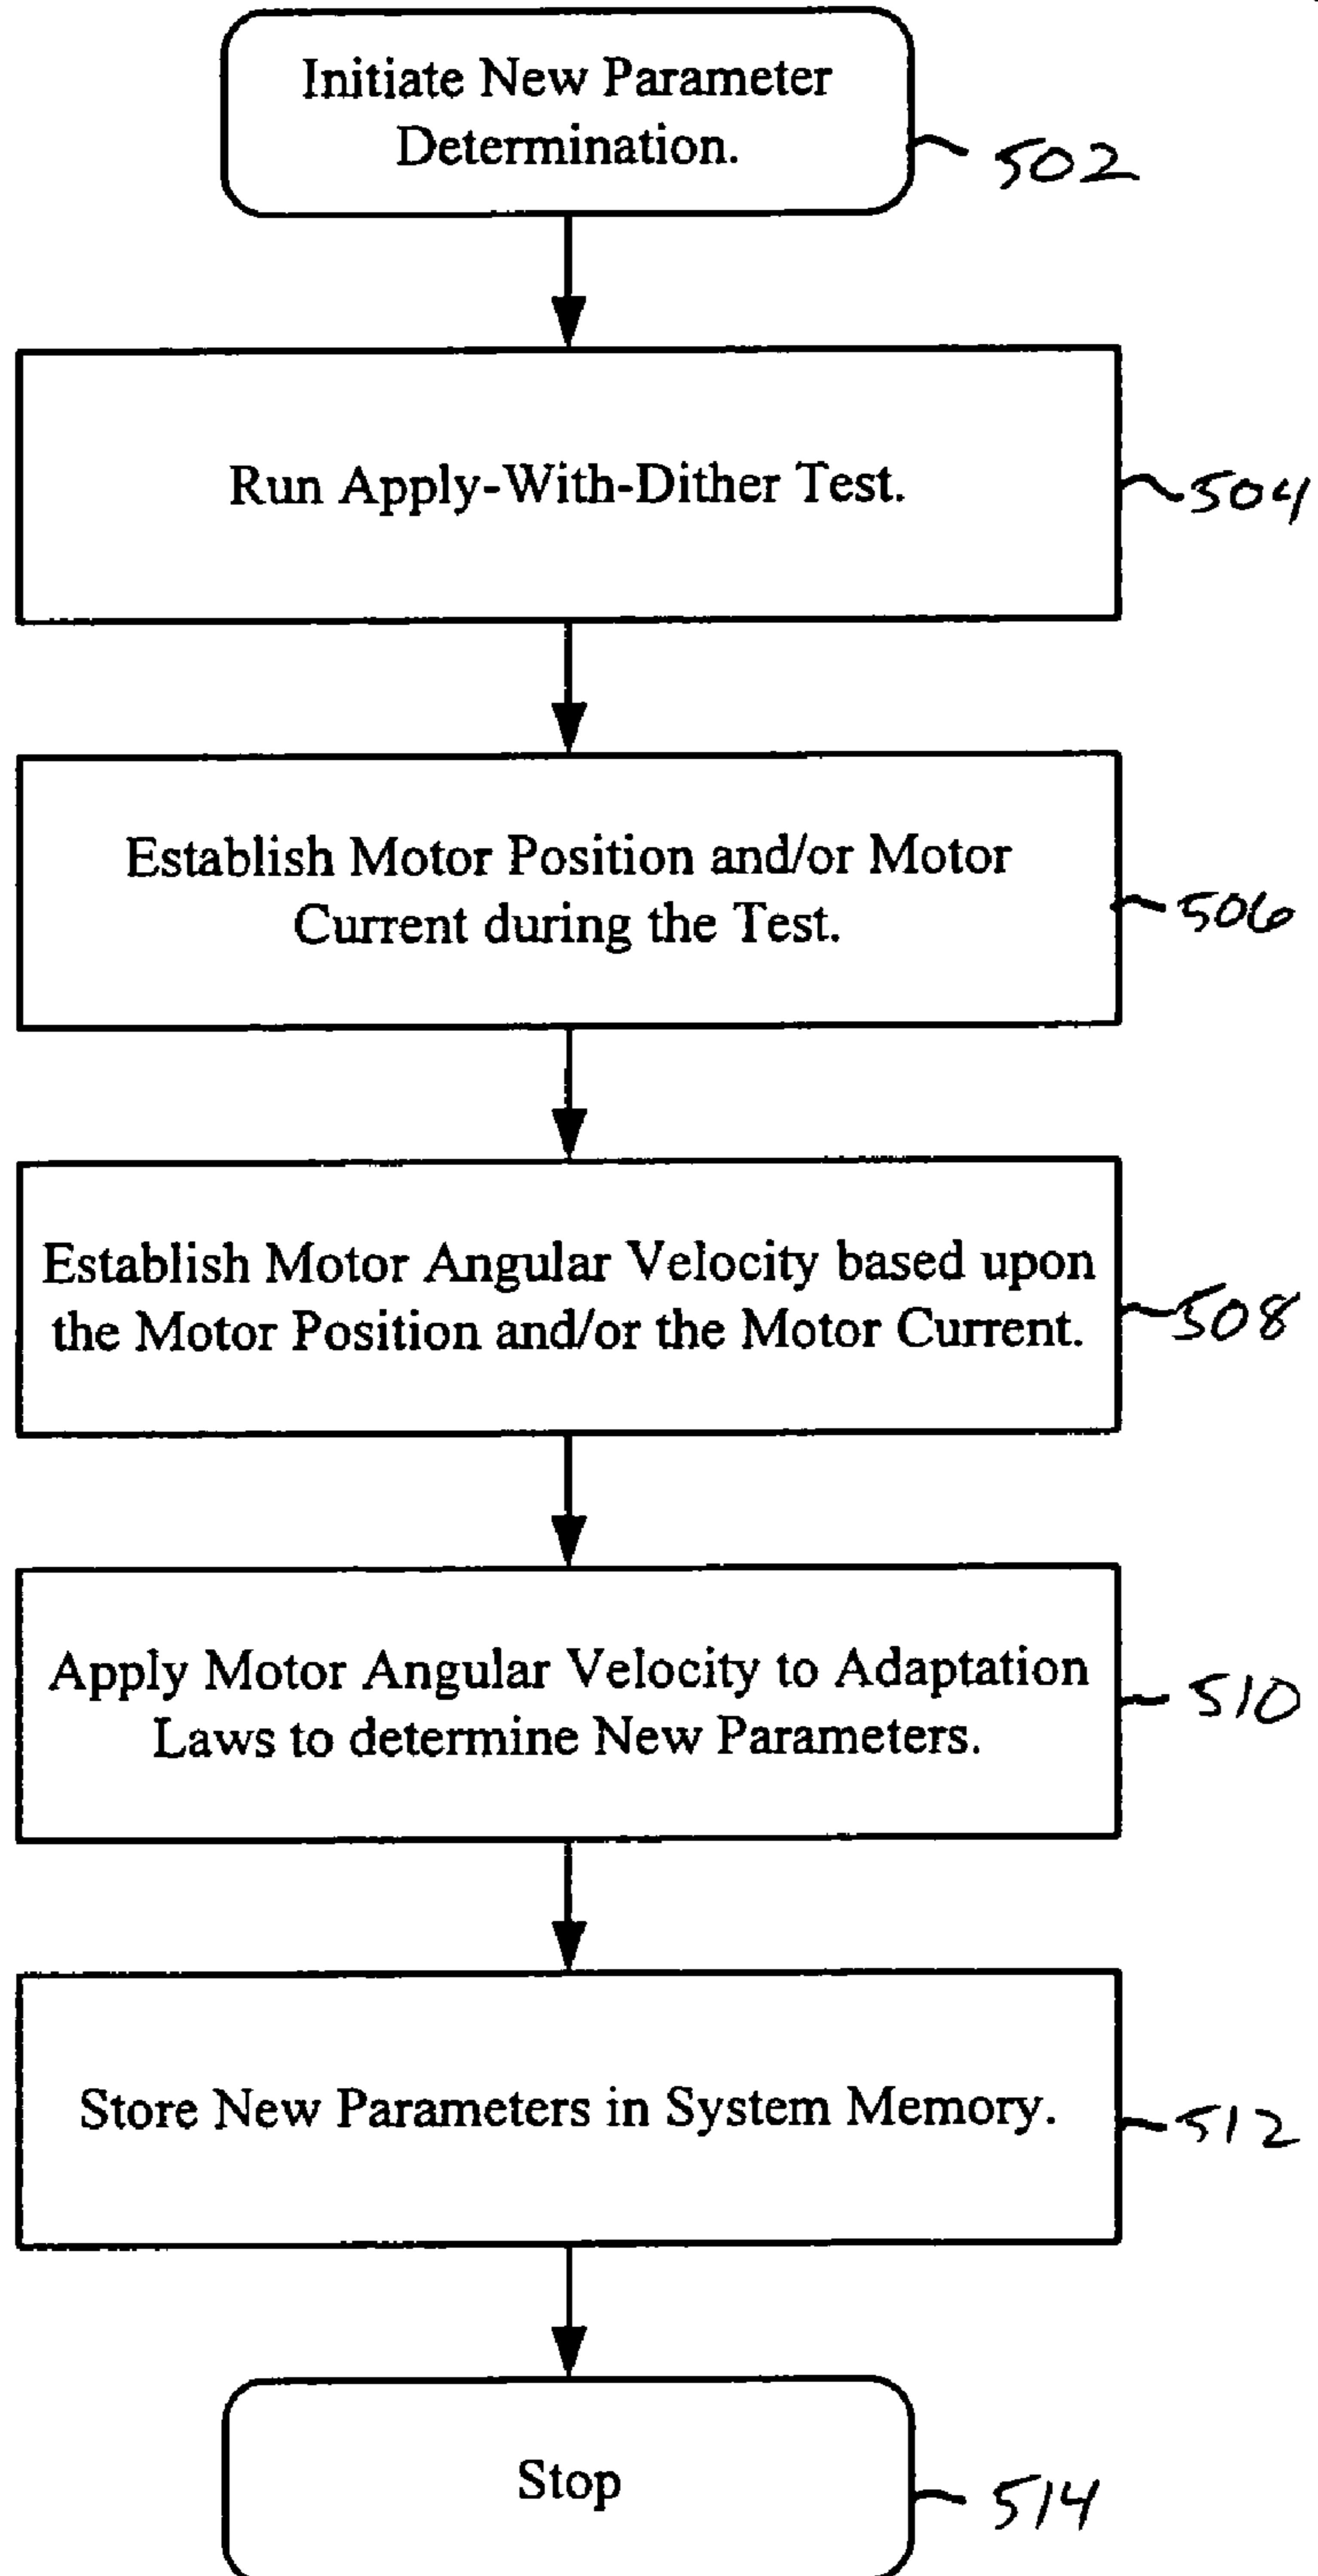 Initiate New Parameter
Determination.
502
Run Apply-With-Dither Test.
504
Establish Motor Position and/or Motor
Current during the Test.
506
Establish Motor Angular Velocity based upon
the Motor Position and/or the Motor Current.
508
Apply Motor Angular Velocity to Adaptation
Laws to determine New Parameters.
510
Store New Parameters in System Memory.
512
Stop
514